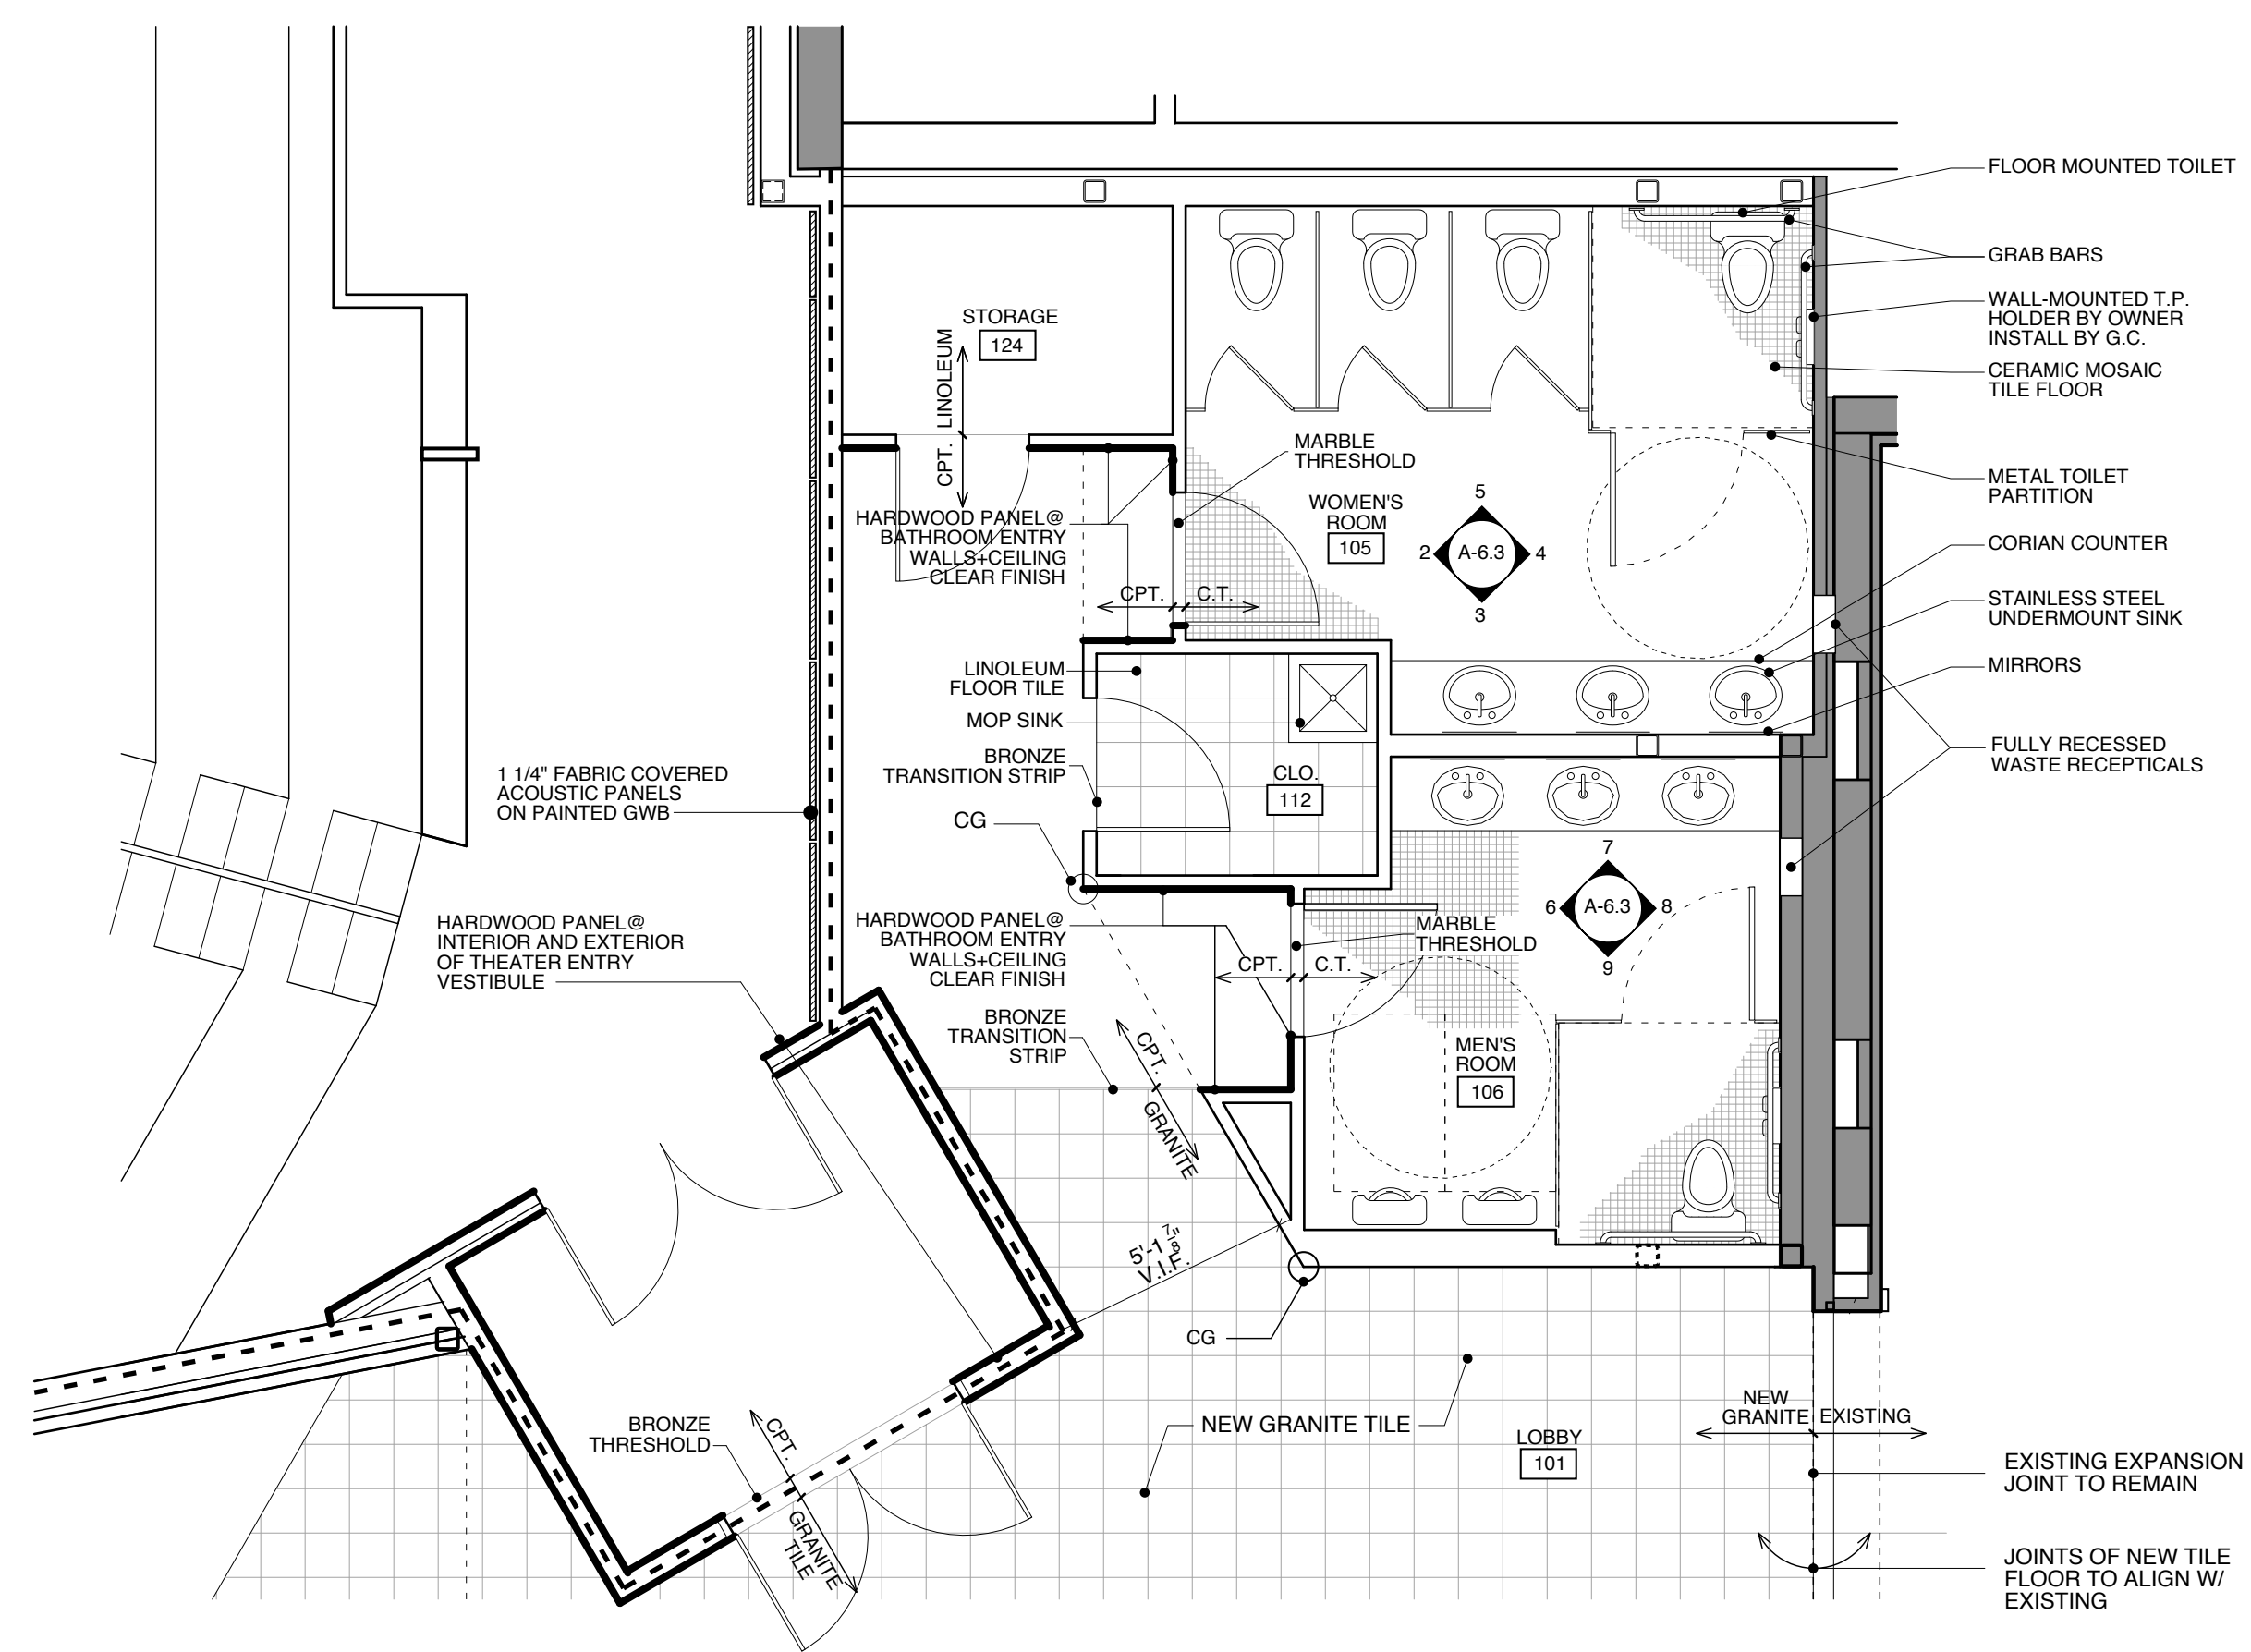 FLOOR MOUNTED TOILET
GRAB BARS
WALL-MOUNTED T.P.
HOLDER BY OWNER
INSTALL BY G.C.
CERAMIC MOSAIC
TILE FLOOR
METAL TOILET
PARTITION
CORIAN COUNTER
STAINLESS STEEL
UNDERMOUNT SINK
MIRRORS
FULLY RECESSED
WASTE RECEPTICALS
STORAGE
124
LINOLEUM
CPT.
MARBLE
THRESHOLD
WOMEN'S
ROOM
105
5
2
A-6.3
4
3
HARDWOOD PANEL@
BATHROOM ENTRY
WALLS+CEILING
CLEAR FINISH
CPT.
C.T.
LINOLEUM
FLOOR TILE
MOP SINK
BRONZE
TRANSITION STRIP
CLO.
112
CG
1 1/4" FABRIC COVERED
ACOUSTIC PANELS
ON PAINTED GWB
7
6
A-6.3
8
9
HARDWOOD PANEL@
INTERIOR AND EXTERIOR
OF THEATER ENTRY
VESTIBULE
HARDWOOD PANEL@
BATHROOM ENTRY
WALLS+CEILING
CLEAR FINISH
MARBLE
THRESHOLD
CPT.
C.T.
BRONZE
TRANSITION
STRIP
CPT.
GRANITE
MEN'S
ROOM
106
5'-1 7/8"
V.I.F.
CG
NEW GRANITE TILE
BRONZE
THRESHOLD
CPT.
GRANITE
TILE
LOBBY
101
NEW
GRANITE
EXISTING
EXISTING EXPANSION
JOINT TO REMAIN
JOINTS OF NEW TILE
FLOOR TO ALIGN W/
EXISTING